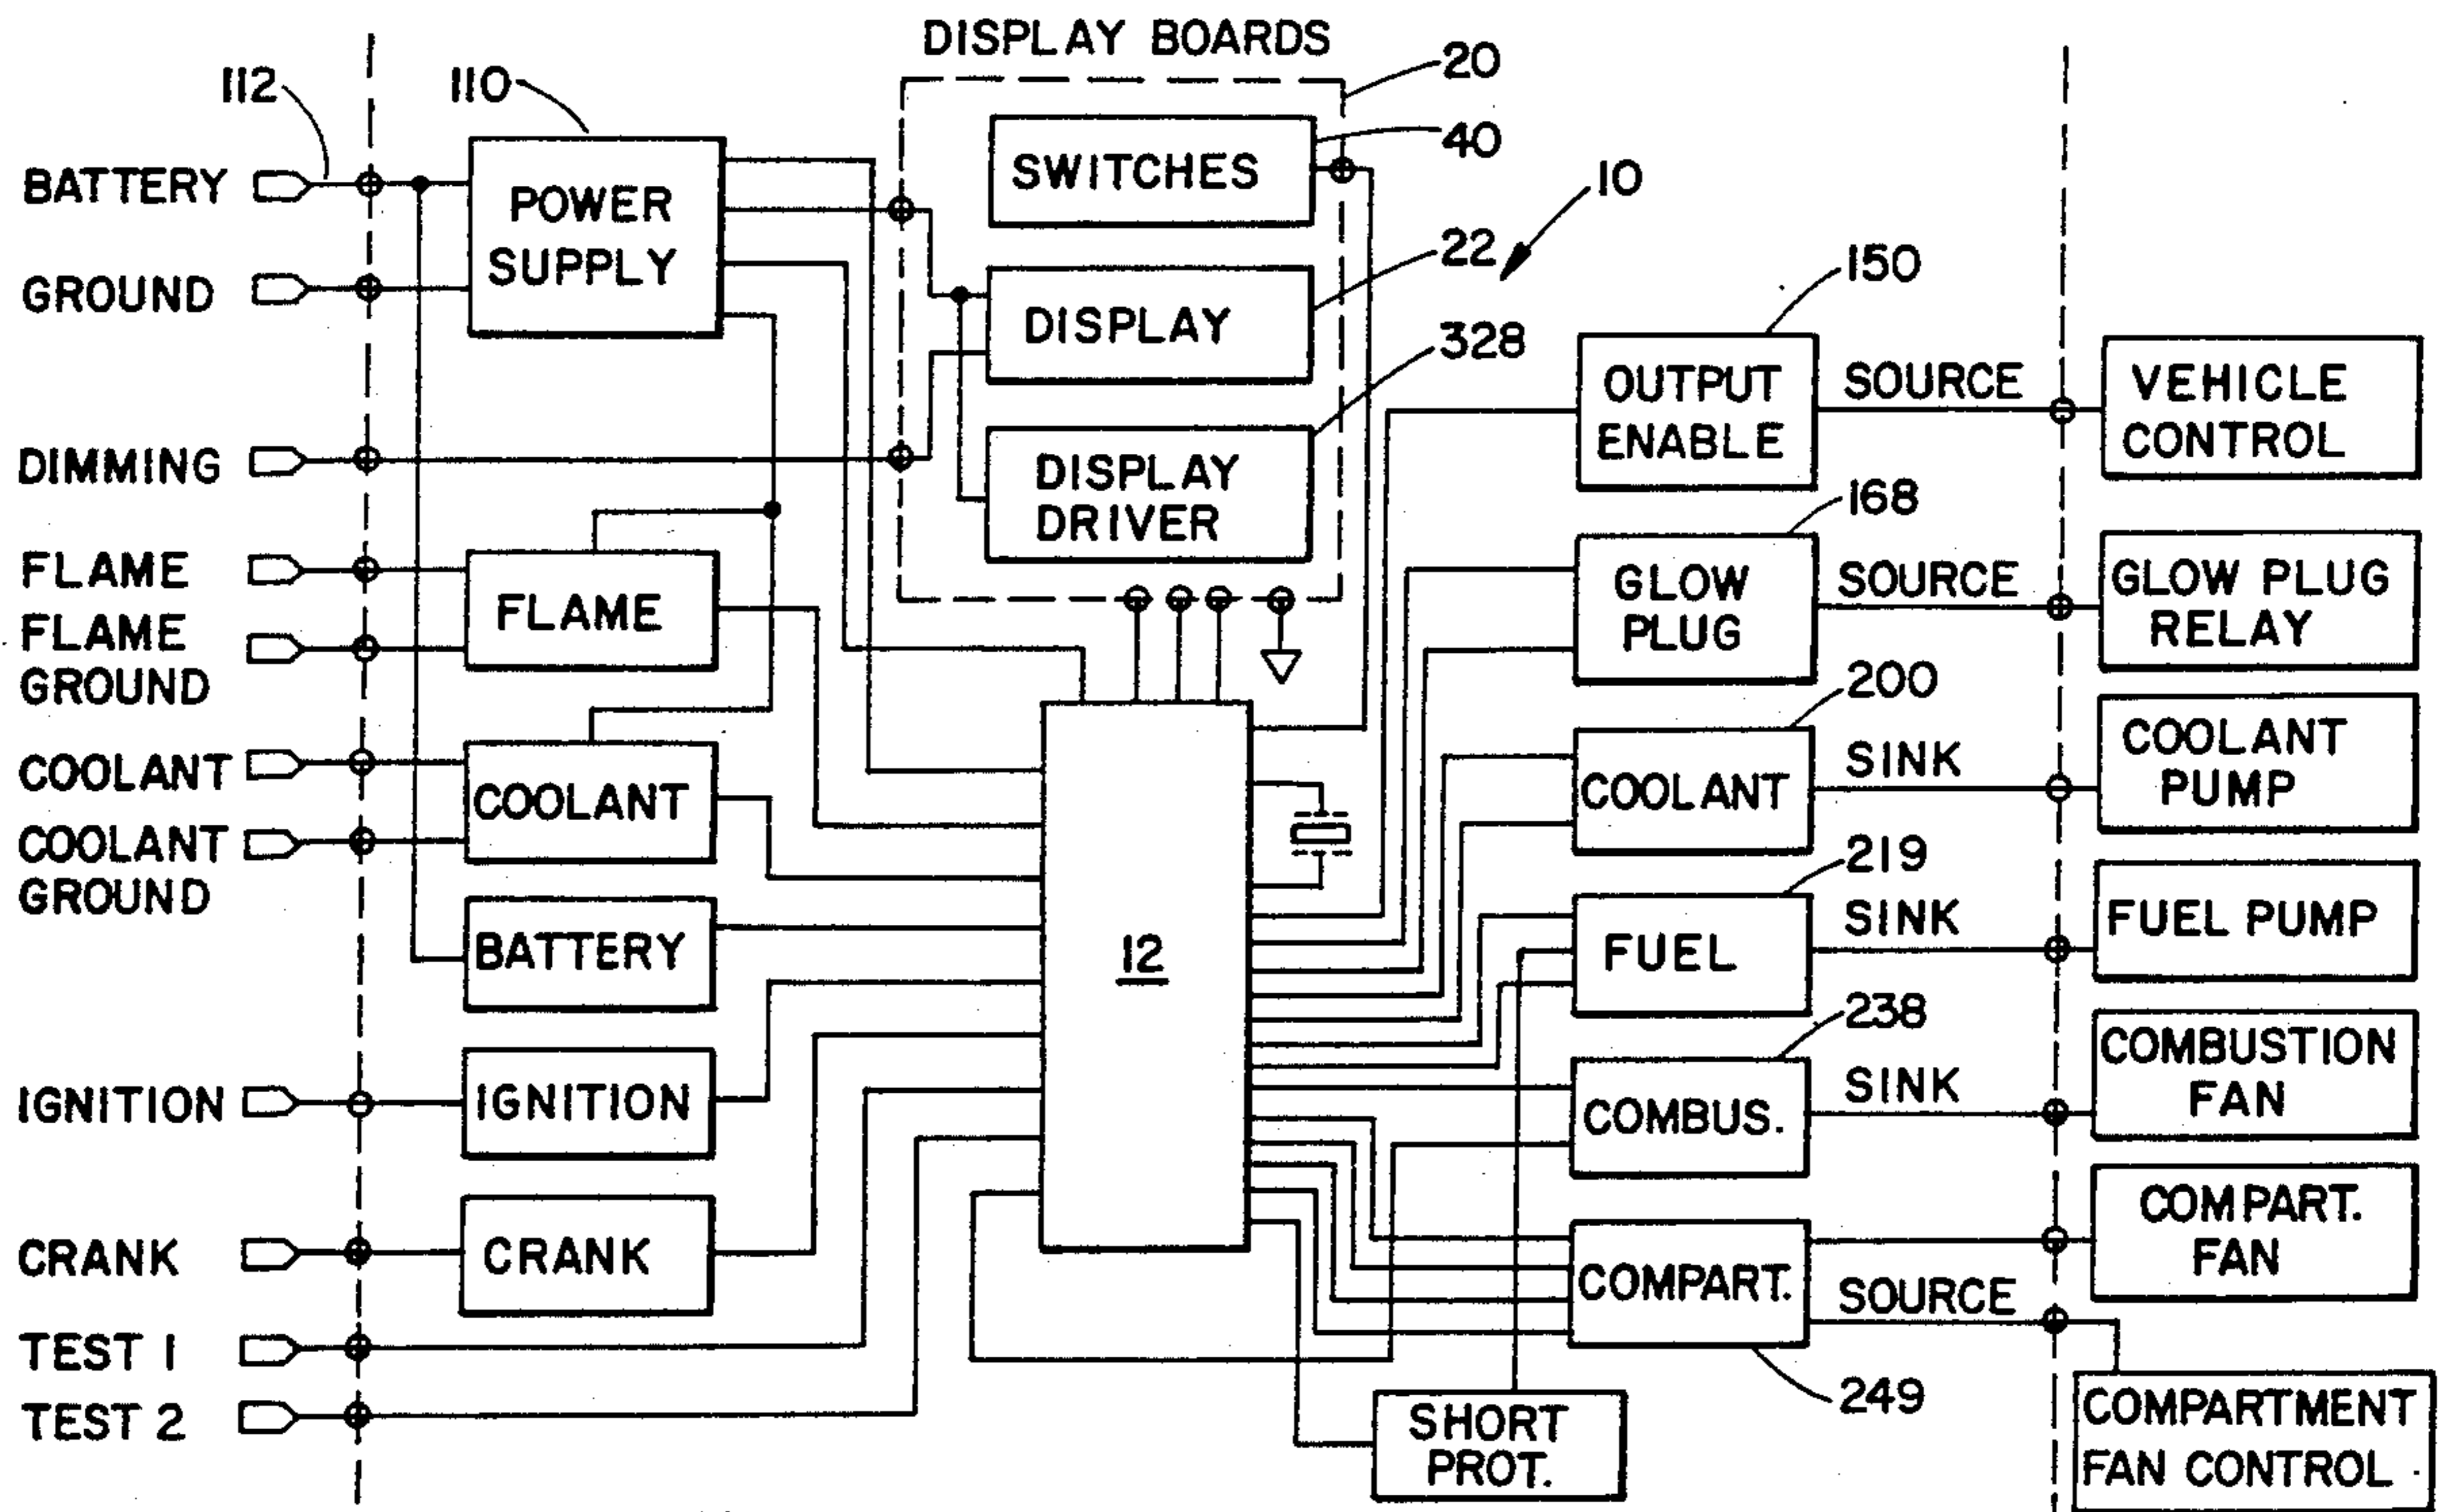 DISPLAY BOARDS
20
112
110
SWITCHES
40
BATTERY
POWER
SUPPLY
10
GROUND
DISPLAY
22
328
150
OUTPUT
ENABLE
SOURCE
VEHICLE
CONTROL
DIMMING
DISPLAY
DRIVER
168
FLAME
FLAME
GLOW
PLUG
SOURCE
GLOW PLUG
RELAY
FLAME
GROUND
200
COOLANT
COOLANT
COOLANT
SINK
COOLANT
PUMP
COOLANT
GROUND
219
BATTERY
12
FUEL
SINK
FUEL PUMP
238
IGNITION
IGNITION
COMBUS.
SINK
COMBUSTION
FAN
CRANK
CRANK
COMPART.
COMPART.
FAN
SOURCE
TEST 1
249
TEST 2
SHORT
PROT.
COMPARTMENT
FAN CONTROL